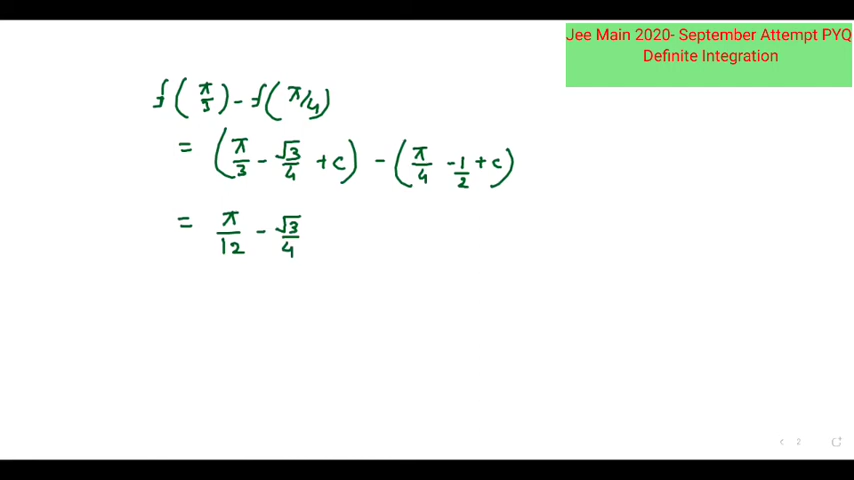 Jee Main 2020- September Attempt PYQ
Definite Integration
f(π/3) - f(π/4)
= (π/3 - √3/4 + c) - (π/4 - 1/2 + c)
= π/12 - √3/4
2